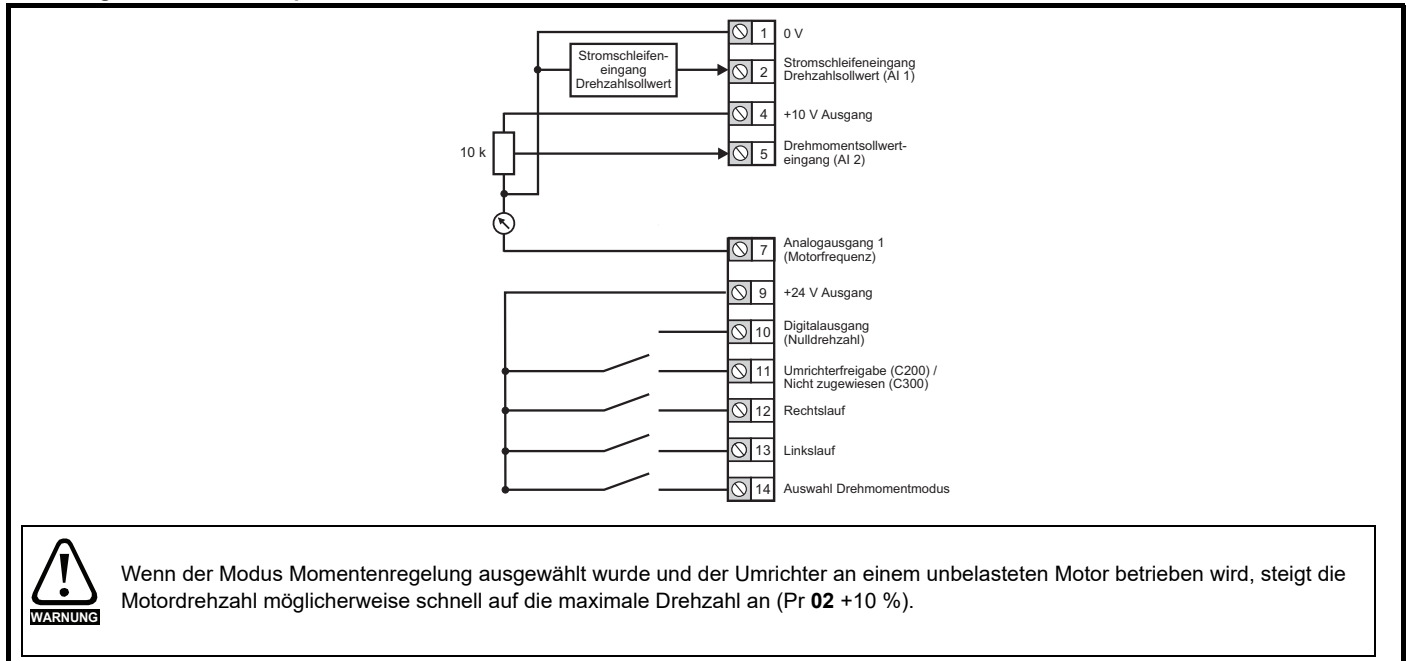 1 0 V
Stromschleifen-
eingang
Drehzahlsollwert
2 Stromschleifeneingang
Drehzahlsollwert (AI 1)
4 +10 V Ausgang
10 k
5 Drehmomentsollwert-
eingang (AI 2)
7 Analogausgang 1
(Motorfrequenz)
9 +24 V Ausgang
10 Digitalausgang
(Nulldrehzahl)
11 Umrichterfreigabe (C200) /
Nicht zugewiesen (C300)
12 Rechtslauf
13 Linkslauf
14 Auswahl Drehmomentmodus
WARNUNG
Wenn der Modus Momentenregelung ausgewählt wurde und der Umrichter an einem unbelasteten Motor betrieben wird, steigt die
Motordrehzahl möglicherweise schnell auf die maximale Drehzahl an (Pr 02 +10 %).